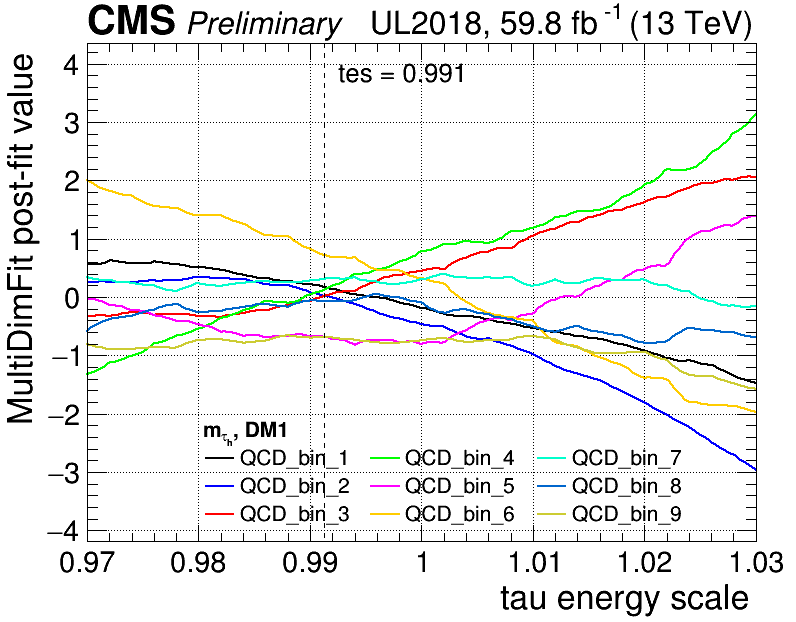 CMS Preliminary UL2018, 59.8 fb⁻¹ (13 TeV)
MultiDimFit post-fit value
4
3
2
1
0
−1
−2
−3
−4
tes = 0.991
m_τₕ, DM1
QCD_bin_1 QCD_bin_4 QCD_bin_7
QCD_bin_2 QCD_bin_5 QCD_bin_8
QCD_bin_3 QCD_bin_6 QCD_bin_9
0.97 0.98 0.99 1 1.01 1.02 1.03
tau energy scale